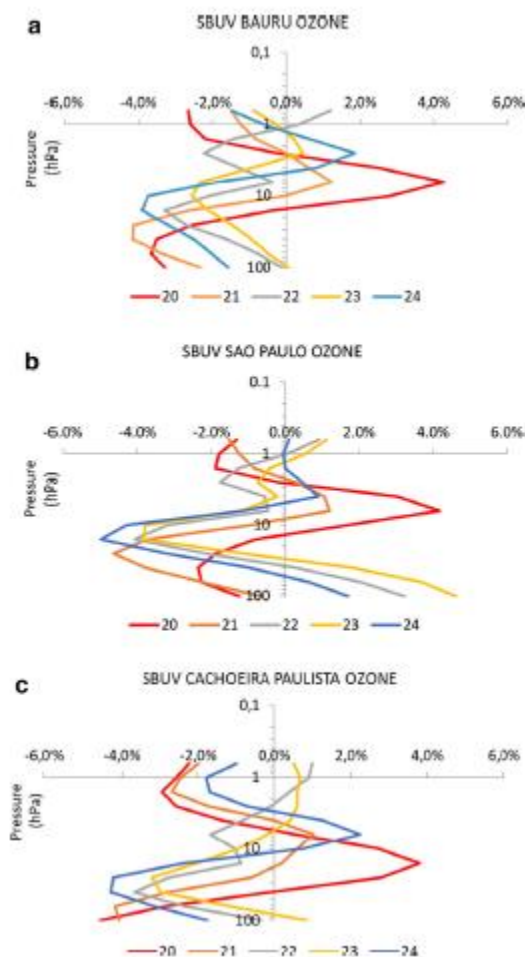 a
SBUV BAURU OZONE
0,1
-6,0% -4,0% -2,0% 0,0% 2,0% 4,0% 6,0%
1
Pressure
(hPa)
10
100
20 21 22 23 24
b
SBUV SAO PAULO OZONE
0.1
-6.0% -4.0% -2.0% 0.0% 2.0% 4.0% 6.0%
1
Pressure
(hPa)
10
100
20 21 22 23 24
c
SBUV CACHOEIRA PAULISTA OZONE
0,1
-6,0% -4,0% -2,0% 0,0% 2,0% 4,0% 6,0%
1
Pressure
(hPa)
10
100
20 21 22 23 24